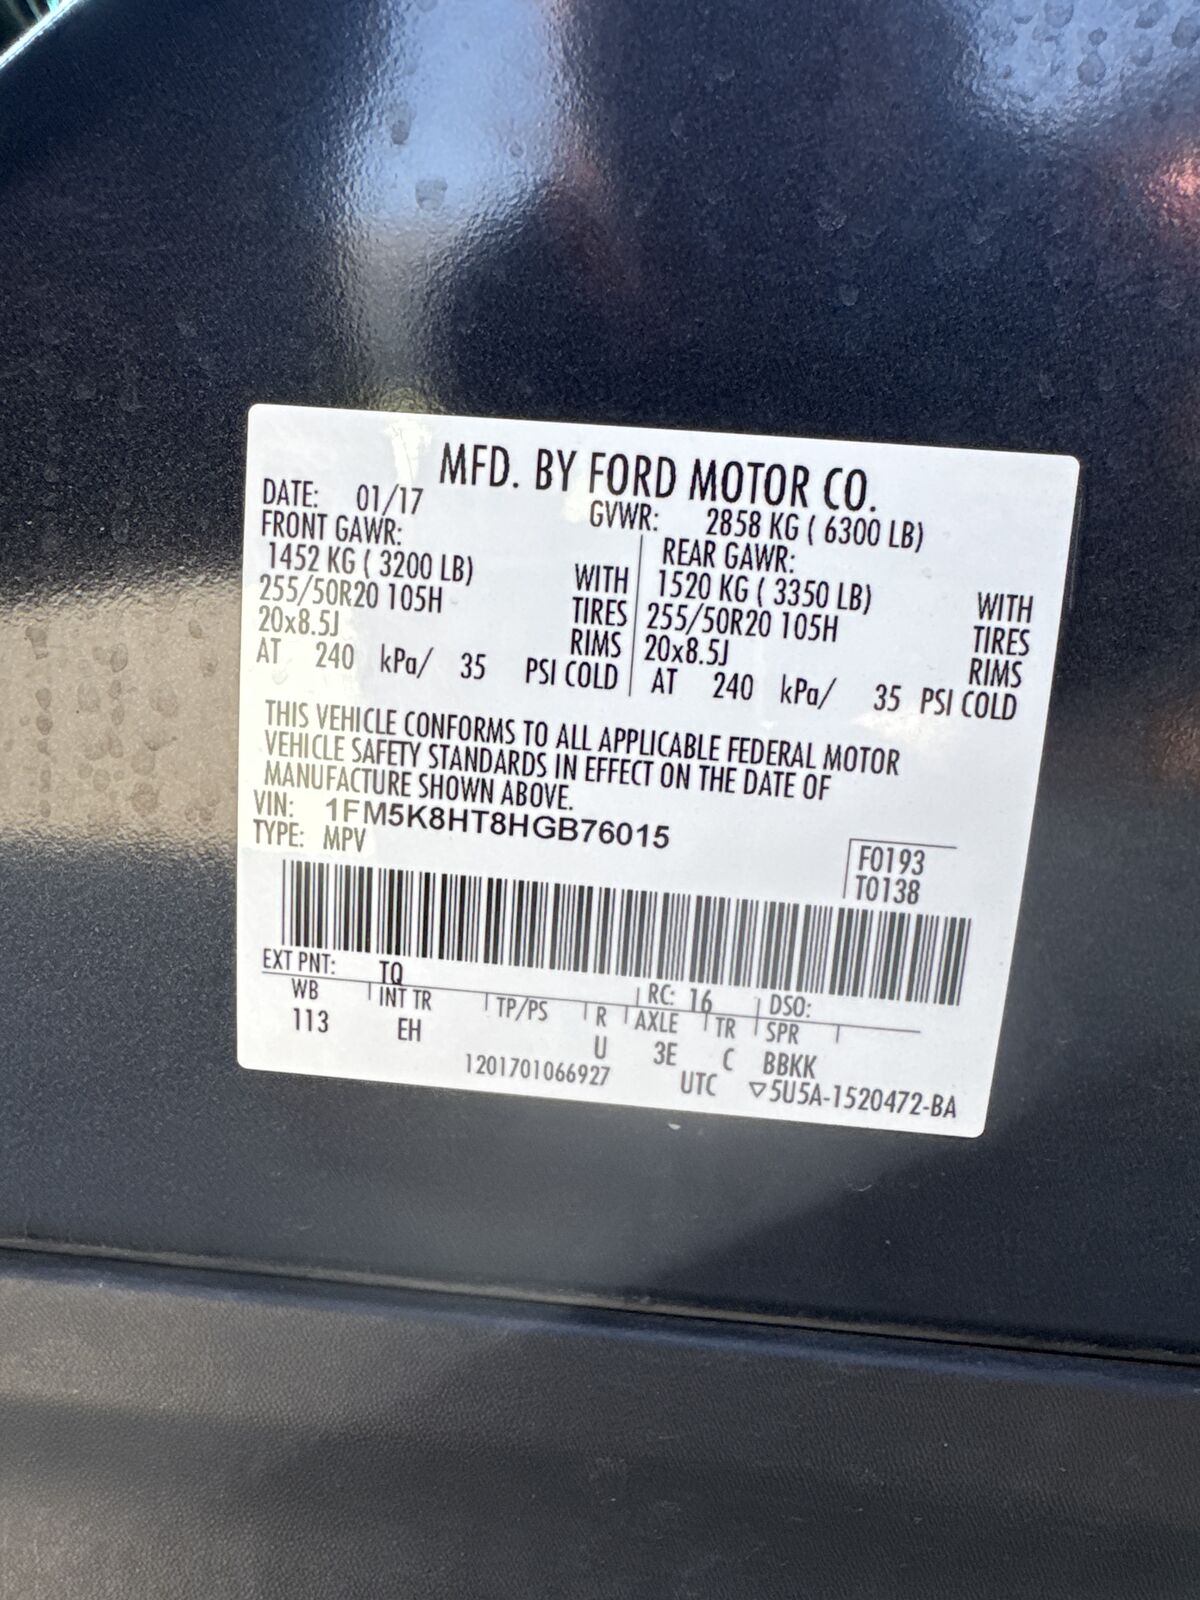 MFD. BY FORD MOTOR CO.
DATE: 01/17 GVWR: 2858 KG ( 6300 LB)
FRONT GAWR: REAR GAWR:
1452 KG ( 3200 LB) WITH 1520 KG ( 3350 LB) WITH
255/50R20 105H TIRES 255/50R20 105H TIRES
20x8.5J RIMS 20x8.5J RIMS
AT 240 kPa/ 35 PSI COLD AT 240 kPa/ 35 PSI COLD
THIS VEHICLE CONFORMS TO ALL APPLICABLE FEDERAL MOTOR
VEHICLE SAFETY STANDARDS IN EFFECT ON THE DATE OF
MANUFACTURE SHOWN ABOVE.
VIN: 1FM5K8HT8HGB76015
TYPE: MPV
F0193
T0138
EXT PNT: TQ RC: 16 DSO:
WB INT TR TP/PS R AXLE TR SPR
113 EH U 3E C BBKK
1201701066927 UTC ▽5U5A-1520472-BA